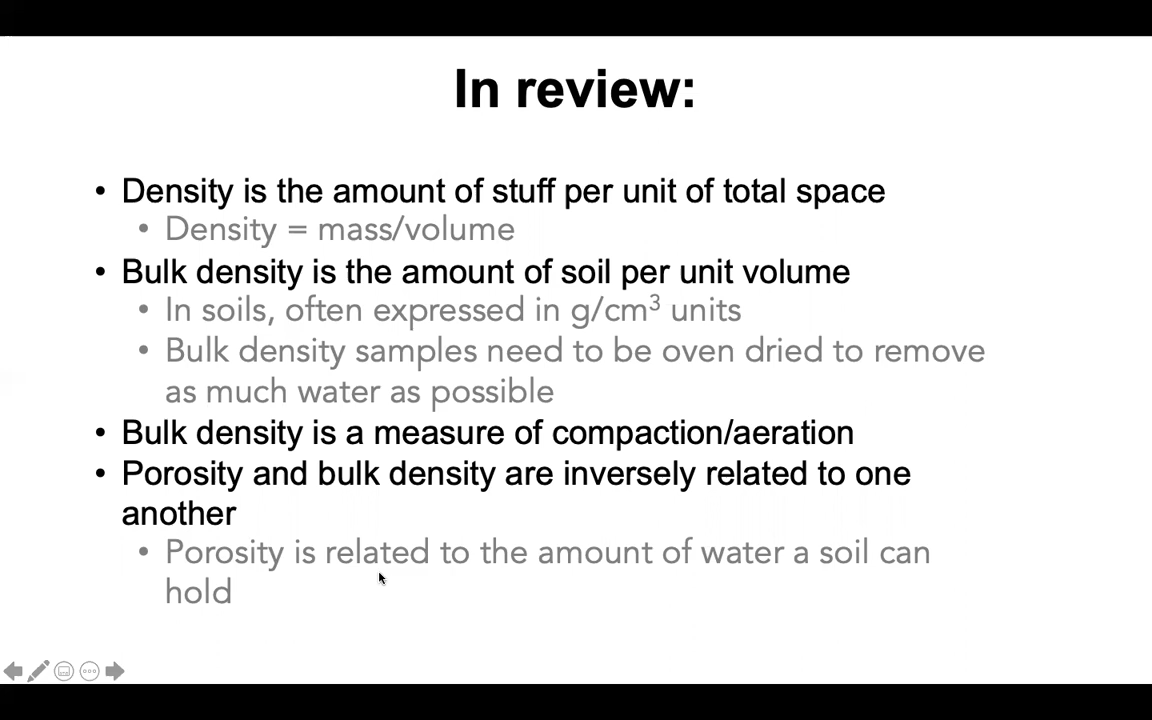 In review:
• Density is the amount of stuff per unit of total space
• Density = mass/volume
• Bulk density is the amount of soil per unit volume
• In soils, often expressed in g/cm³ units
• Bulk density samples need to be oven dried to remove
as much water as possible
• Bulk density is a measure of compaction/aeration
• Porosity and bulk density are inversely related to one
another
• Porosity is related to the amount of water a soil can
hold